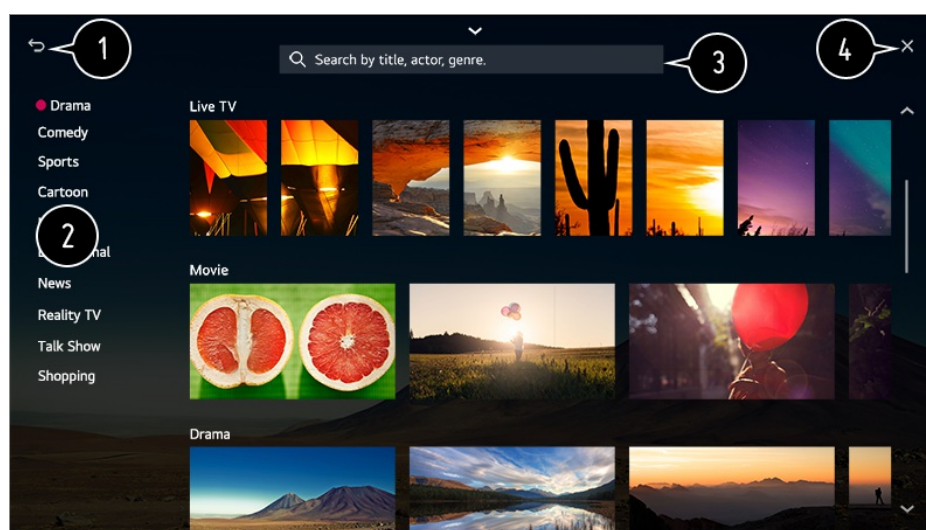 1
Search by title, actor, genre.
3
4
Drama
Comedy
Sports
Cartoon
2
News
Reality TV
Talk Show
Shopping
Live TV
Movie
Drama